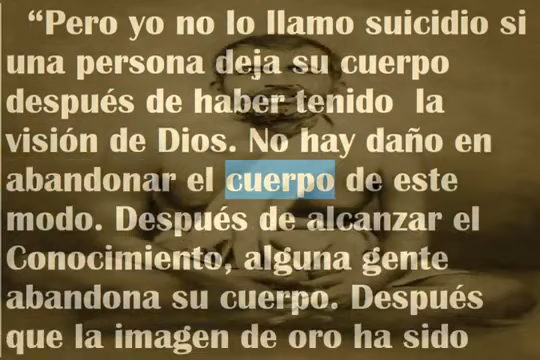 “Pero yo no lo llamo suicidio si
una persona deja su cuerpo
después de haber tenido la
visión de Dios. No hay daño en
abandonar el cuerpo de este
modo. Después de alcanzar el
Conocimiento, alguna gente
abandona su cuerpo. Después
que la imagen de oro ha sido